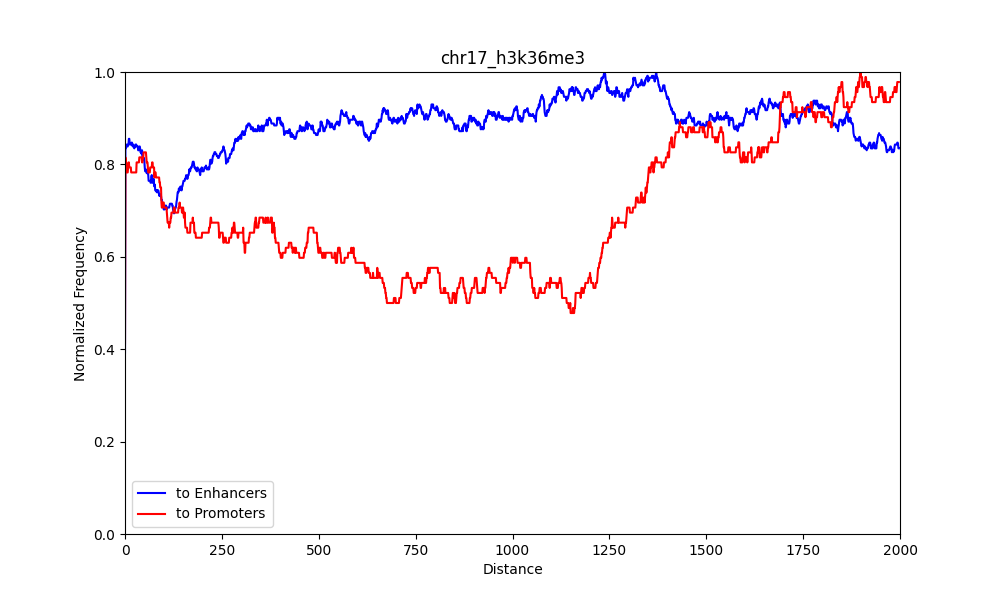 chr17_h3k36me3
1.0
0.8
0.6
0.4
0.2
0.0
Normalized Frequency
to Enhancers
to Promoters
0 250 500 750 1000 1250 1500 1750 2000
Distance